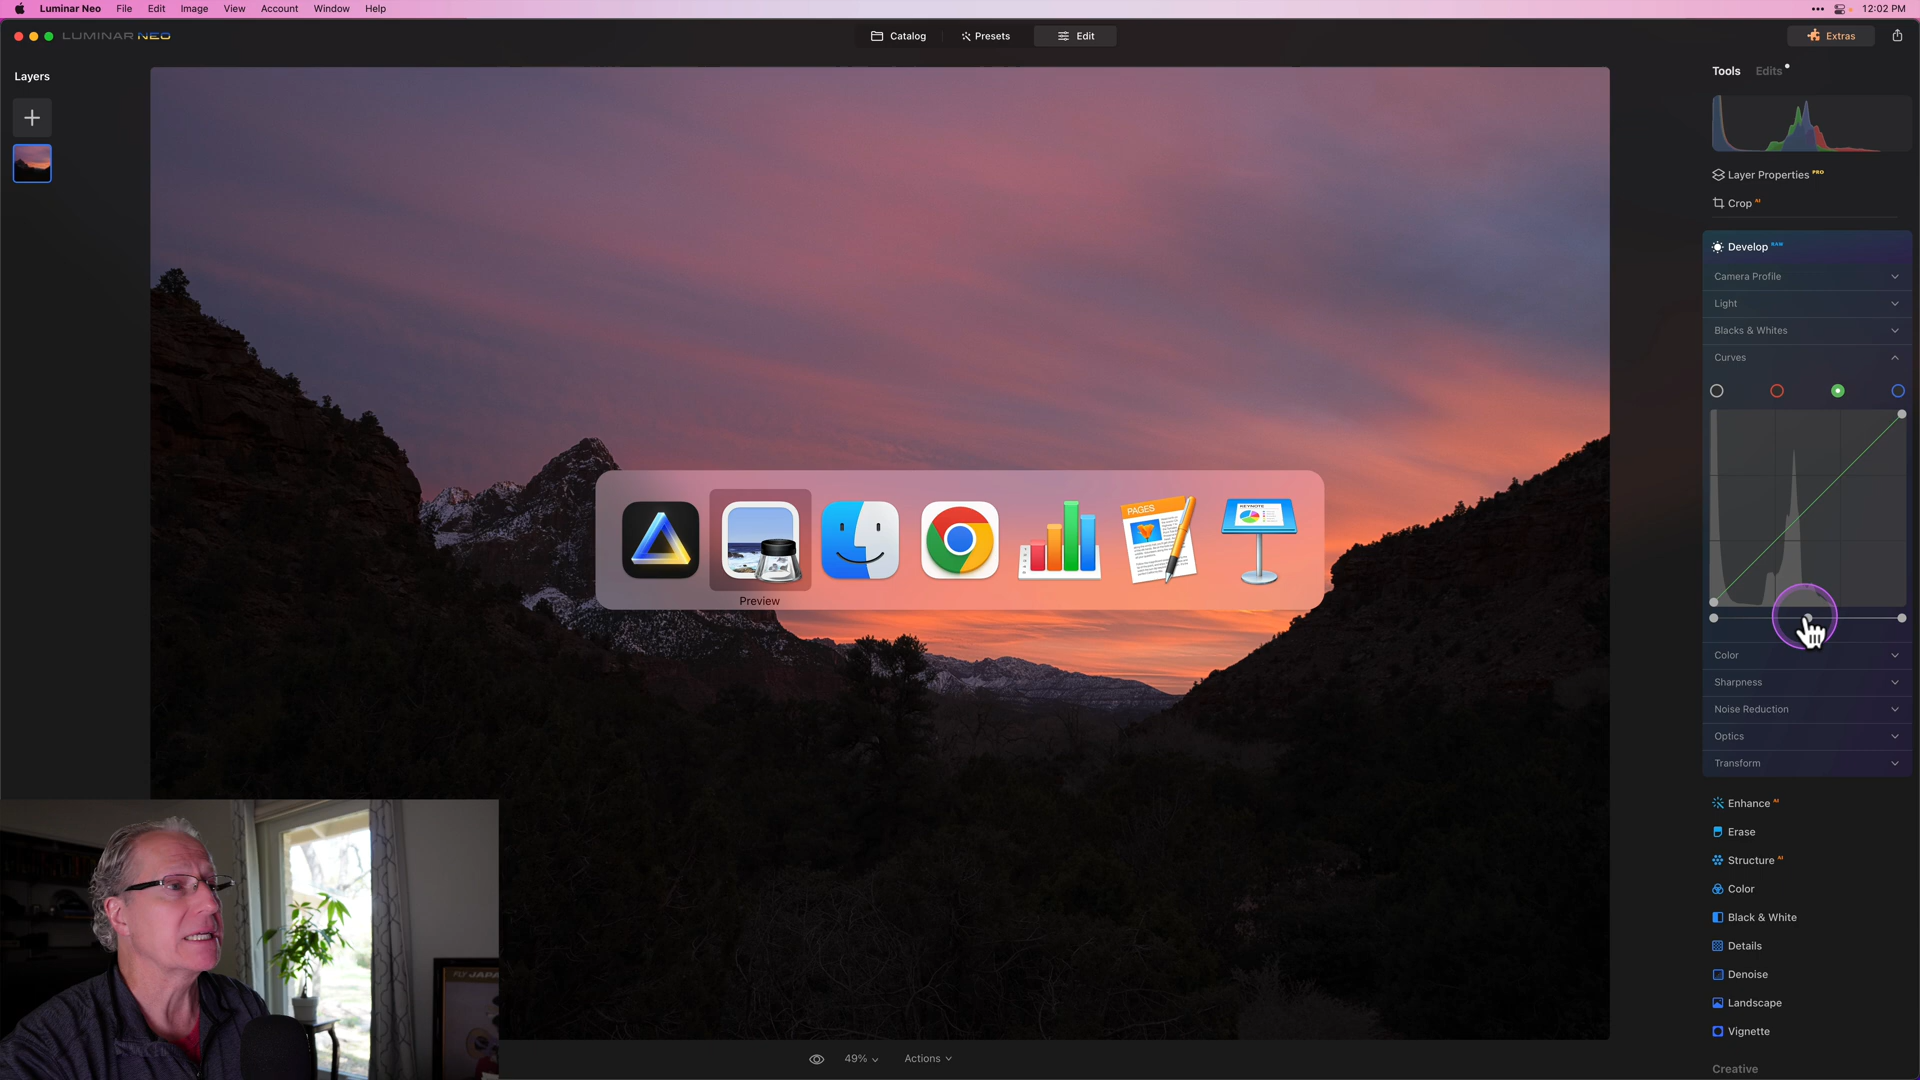 Luminar Neo File Edit Image View Account Window Help
12:02 PM
LUMINAR NEO
Catalog
Presets
Edit
Extras
Layers
Tools Edits
Layer Properties PRO
Crop AI
Develop RAW
Camera Profile
Light
Blacks & Whites
Curves
PAGES
KEYNOTE
Preview
Color
Sharpness
Noise Reduction
Optics
Transform
Enhance AI
Erase
Structure AI
Color
Black & White
Details
Denoise
Landscape
Vignette
Creative
FLY JAPA
49%
Actions